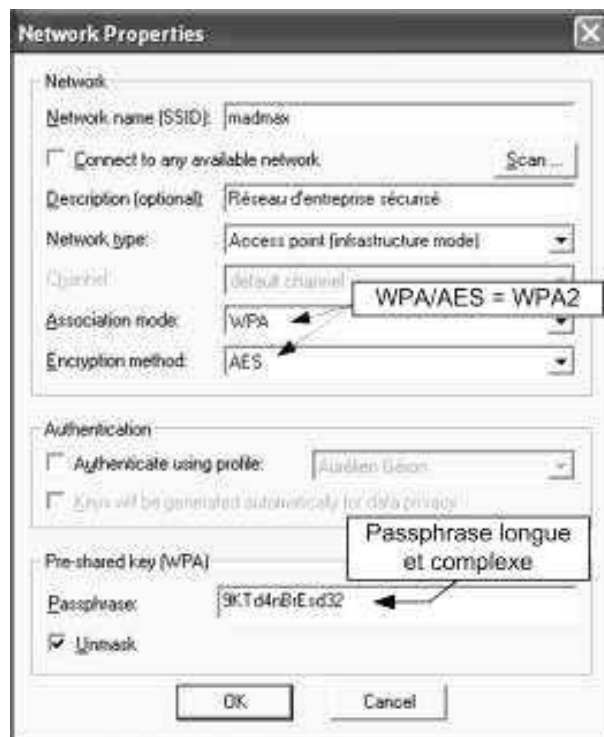 Network Properties
Network
Network name (SSID): madmax
Connect to any available network Scan ...
Description (optional): Réseau d'entreprise sécurisé
Network type: Access point (infrastructure mode)
Channel: default channel
WPA/AES = WPA2
Association mode: WPA
Encryption method: AES
Authentication
Authenticate using profile: Aurélien Géron
Keys will be generated automatically for data privacy
Passphrase longue
et complexe
Pre-shared key (WPA)
Passphrase: 9KTd4nBrEsd32
Unmask
OK Cancel